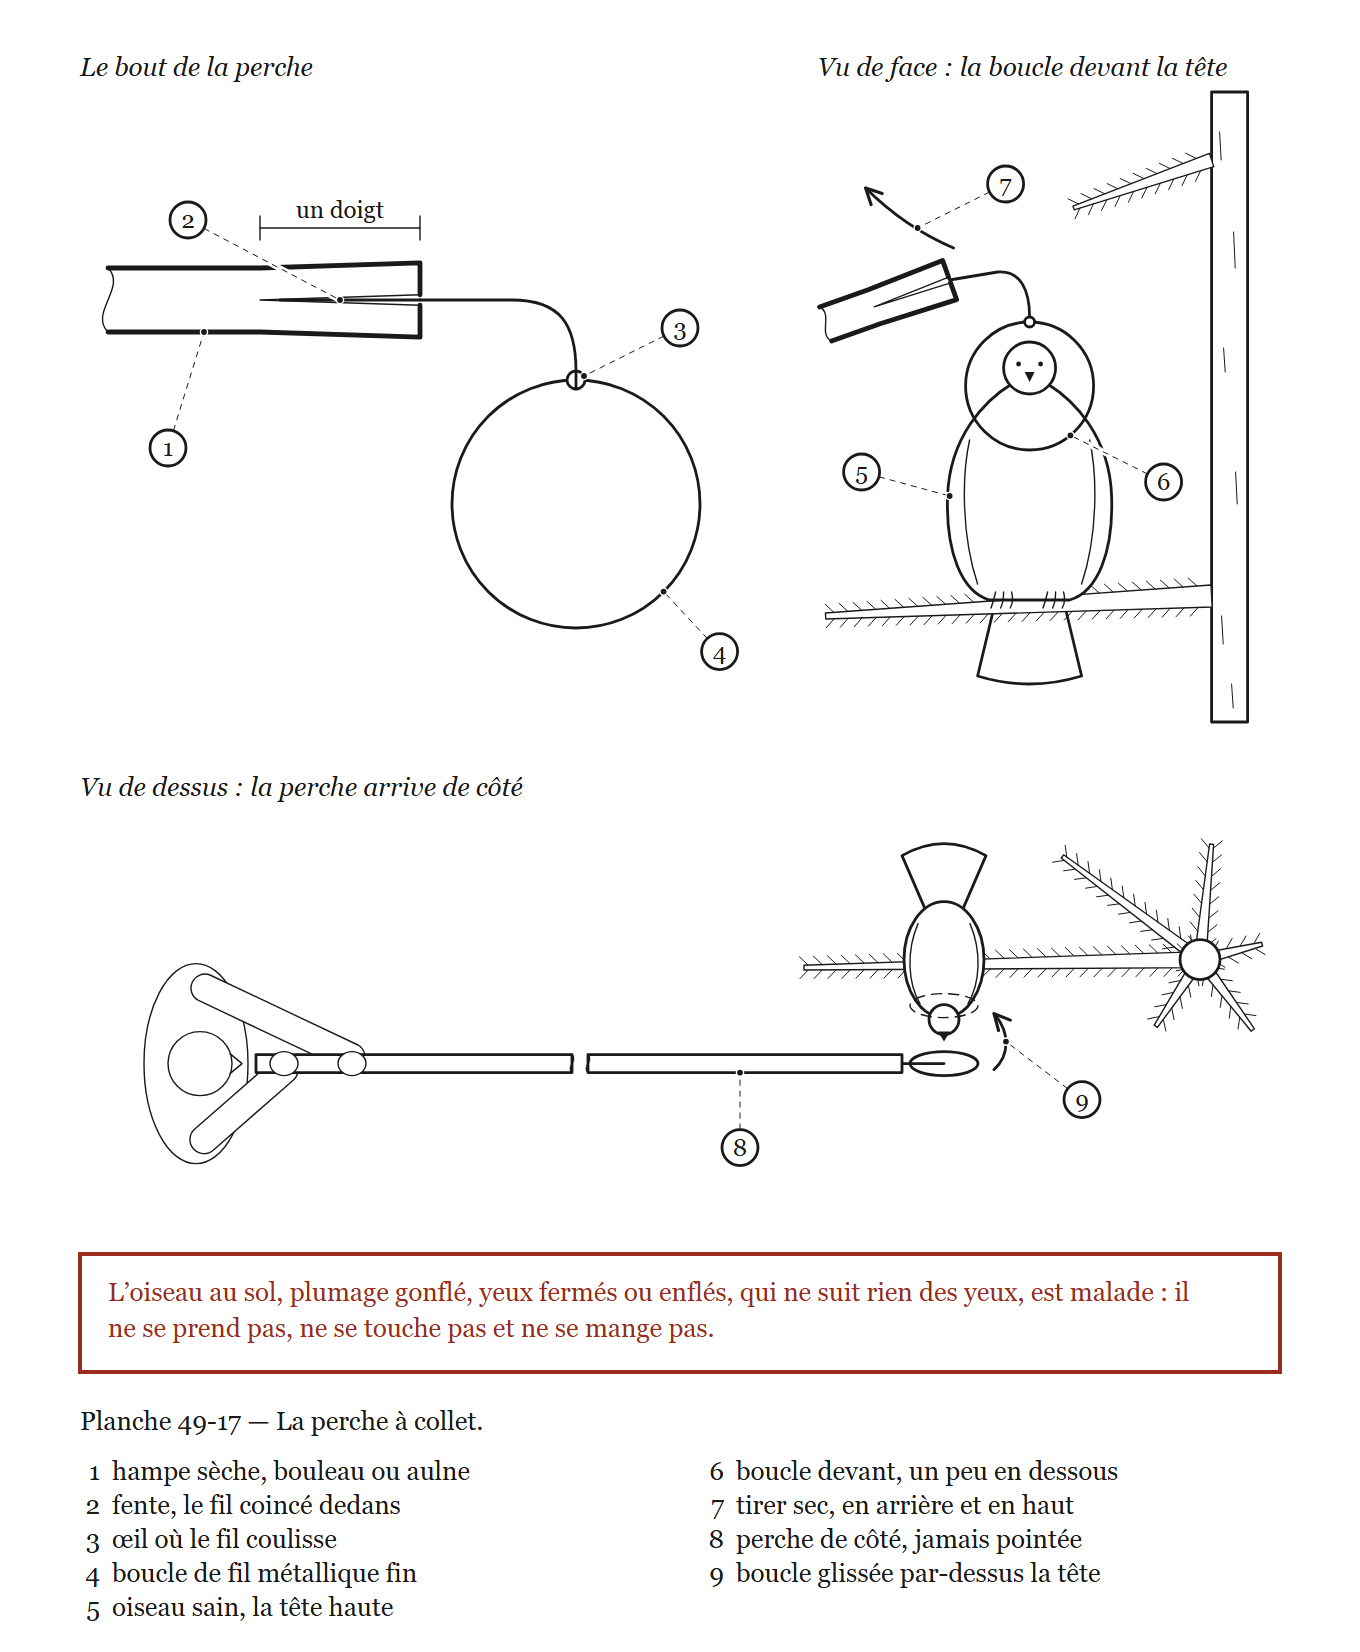 Le bout de la perche
Vu de face : la boucle devant la tête
un doigt
2
7
3
1
5
6
4
Vu de dessus : la perche arrive de côté
9
8
L’oiseau au sol, plumage gonflé, yeux fermés ou enflés, qui ne suit rien des yeux, est malade : il
ne se prend pas, ne se touche pas et ne se mange pas.
Planche 49-17 — La perche à collet.
1 hampe sèche, bouleau ou aulne
2 fente, le fil coincé dedans
3 œil où le fil coulisse
4 boucle de fil métallique fin
5 oiseau sain, la tête haute
6 boucle devant, un peu en dessous
7 tirer sec, en arrière et en haut
8 perche de côté, jamais pointée
9 boucle glissée par-dessus la tête